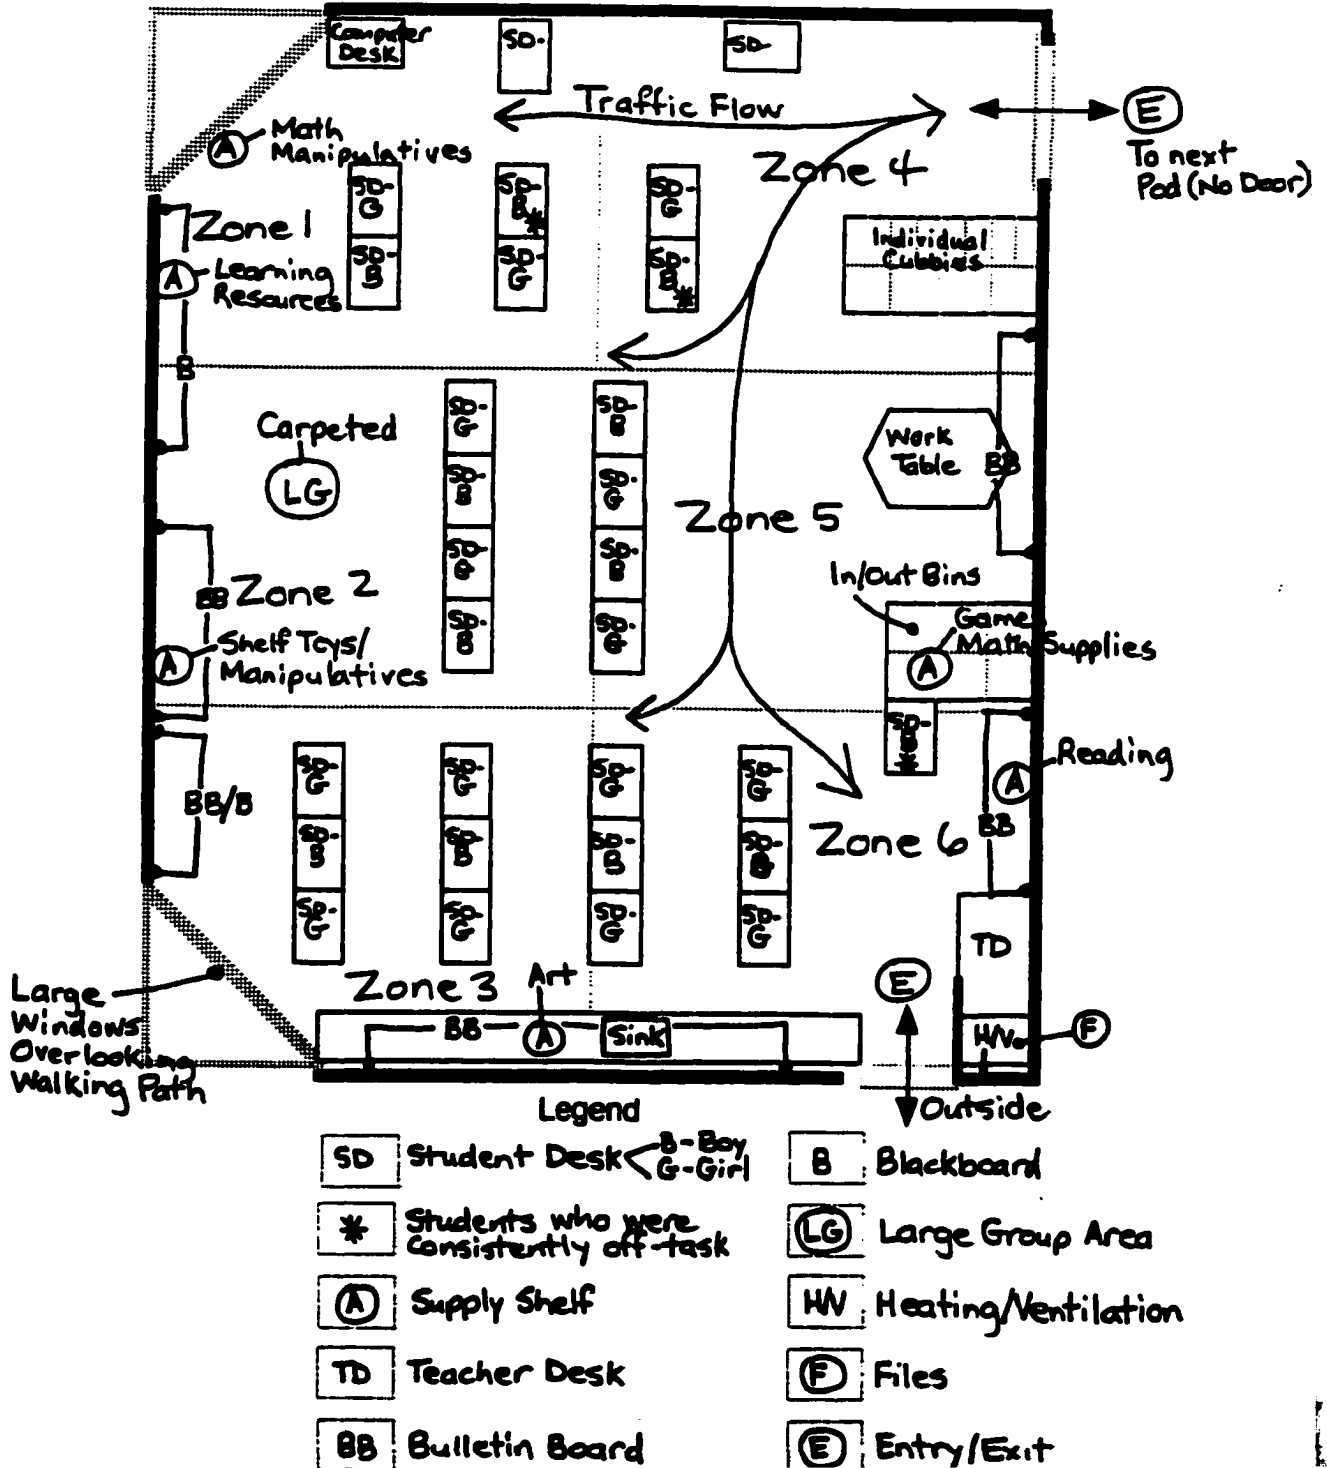 Computer
Desk
SD-
SD-
Traffic Flow
E
To next
Pod (No Door)
A
Math
Manipulatives
Zone 4
SD-
G
SD-
B
*
SD-
G
SD-
B
SD-
G
SD-
B
*
Zone 1
A
Learning
Resources
B
Individual
Cubbies
Carpeted
LG
SD-
G
SD-
B
SD-
G
SD-
B
SD-
B
SD-
G
SD-
B
SD-
G
Work
Table
BB
Zone 5
In/Out Bins
BB
Zone 2
A
Shelf Toys/
Manipulatives
Game
Math Supplies
A
SD-
B
*
BB/B
Reading
A
BB
SD-
G
SD-
B
SD-
G
SD-
G
SD-
B
SD-
G
SD-
G
SD-
B
SD-
G
SD-
G
SD-
SD-
G
Zone 6
TD
Large
Windows
Overlooking
Walking Path
Zone 3
Art
BB
A
Sink
E
H/V
F
Outside
Legend
SD Student Desk B-Boy
G-Girl
* Students who were
consistently off-task
A Supply Shelf
TD Teacher Desk
BB Bulletin Board
B Blackboard
LG Large Group Area
H/V Heating/Ventilation
F Files
E Entry/Exit